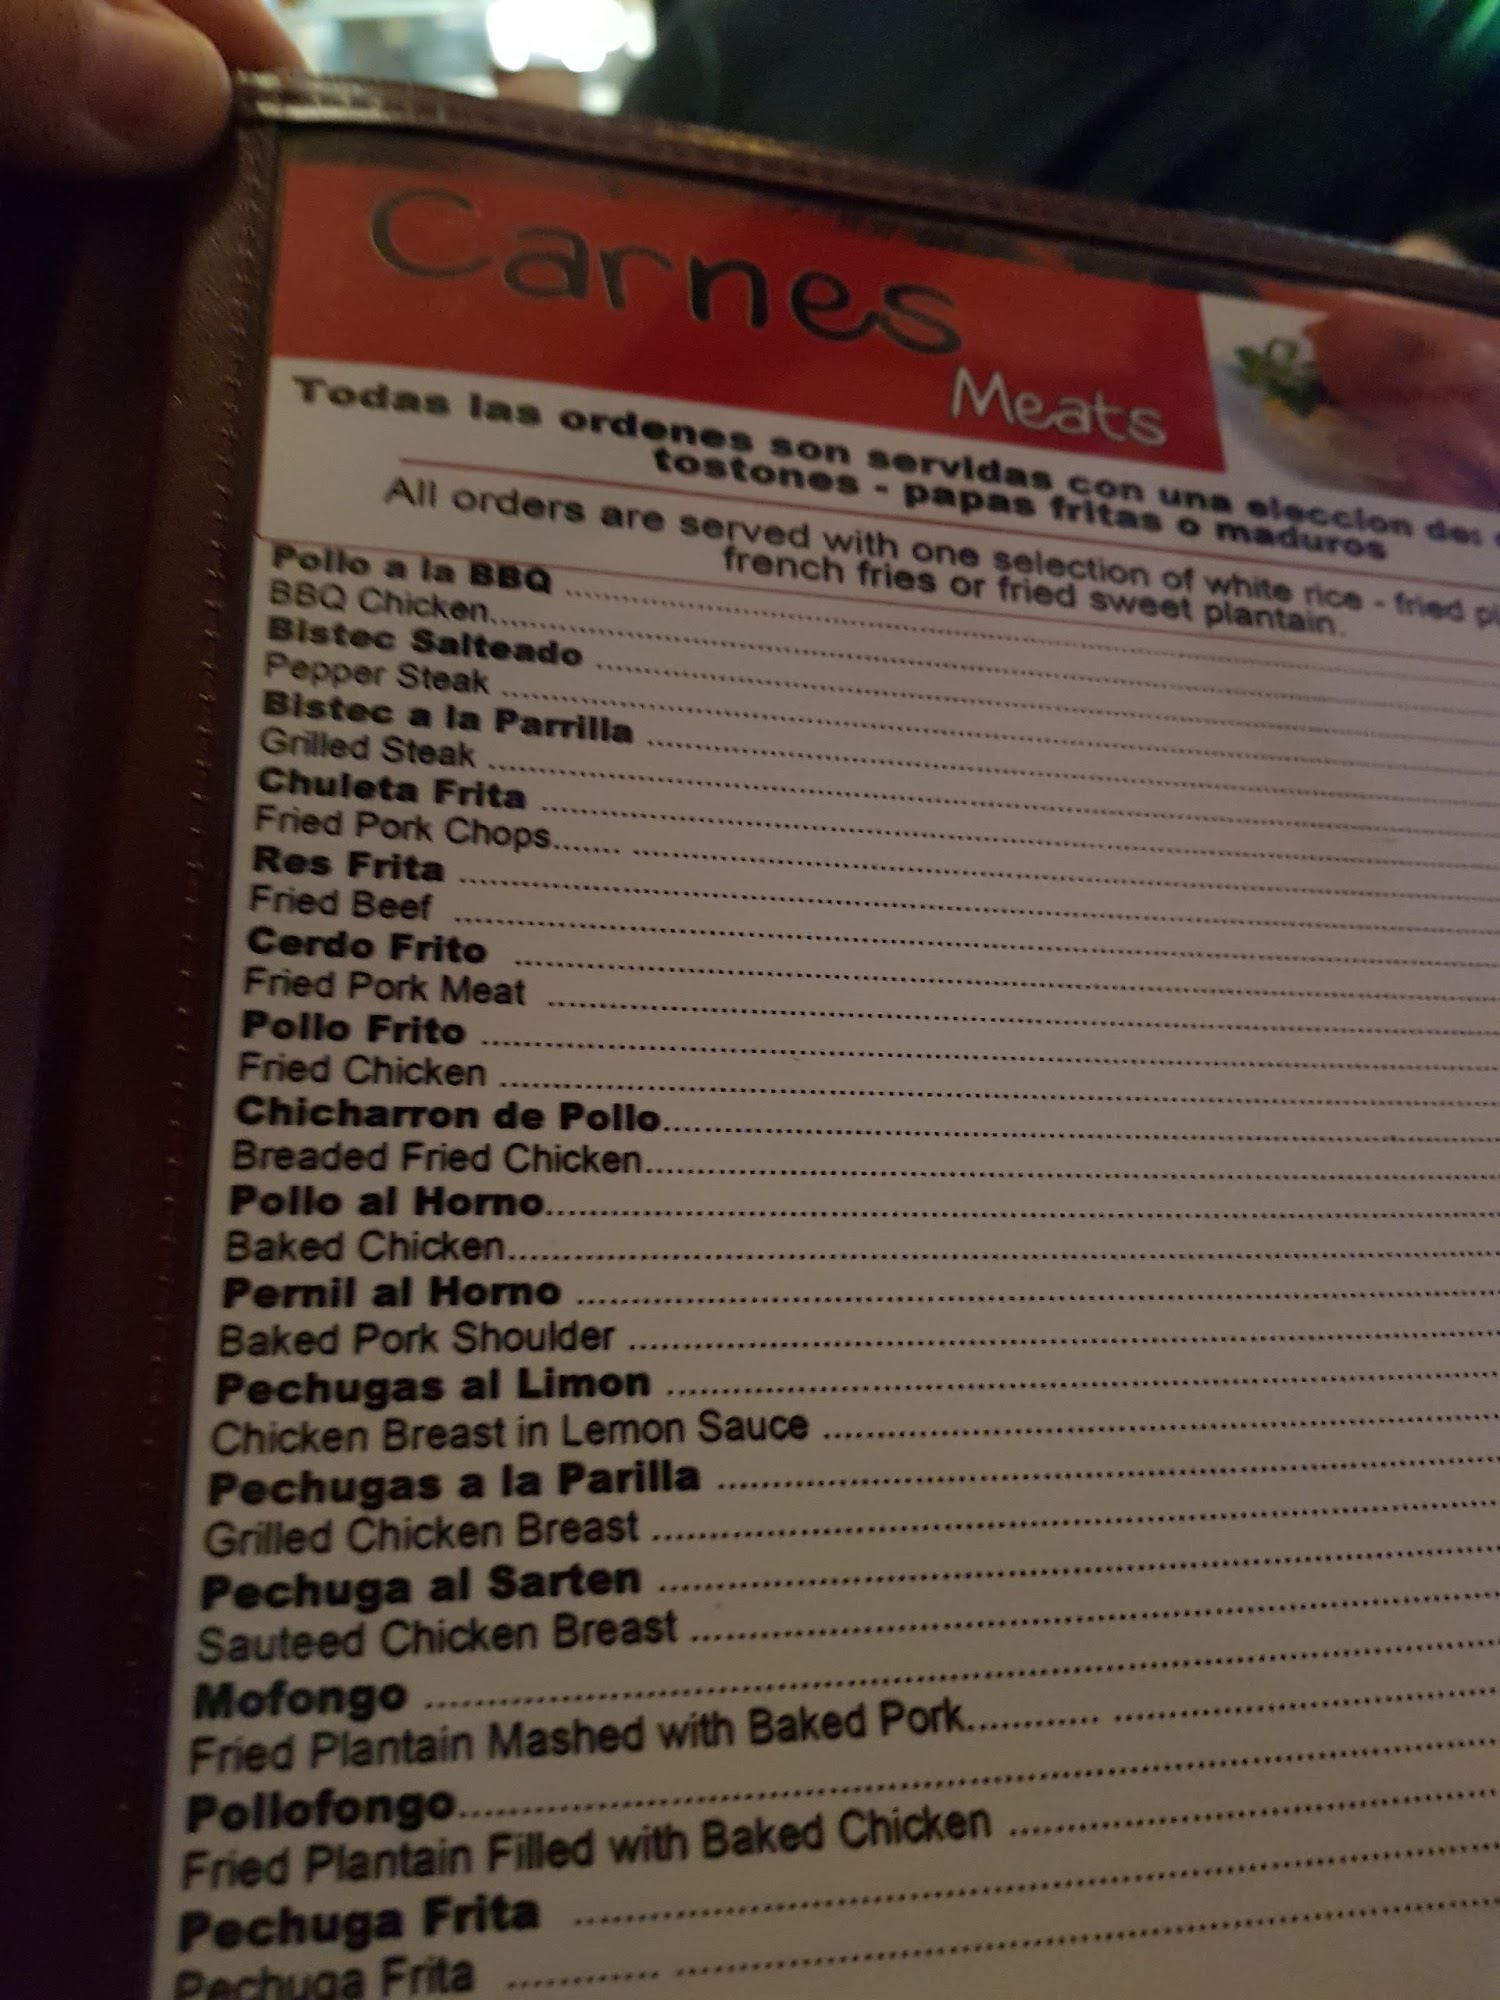 Carnes
Meats
Todas las ordenes son servidas con una eleccion de:
tostones - papas fritas o maduros
All orders are served with one selection of white rice - fried
french fries or fried sweet plantain.
Pollo a la BBQ
BBQ Chicken
Bistec Salteado
Pepper Steak
Bistec a la Parrilla
Grilled Steak
Chuleta Frita
Fried Pork Chops
Res Frita
Fried Beef
Cerdo Frito
Fried Pork Meat
Pollo Frito
Fried Chicken
Chicharron de Pollo
Breaded Fried Chicken
Pollo al Horno
Baked Chicken
Pernil al Horno
Baked Pork Shoulder
Pechugas al Limon
Chicken Breast in Lemon Sauce
Pechugas a la Parilla
Grilled Chicken Breast
Pechuga al Sarten
Sauteed Chicken Breast
Mofongo
Fried Plantain Mashed with Baked Pork
Pollofongo
Fried Plantain Filled with Baked Chicken
Pechuga Frita
Pechuga Frita